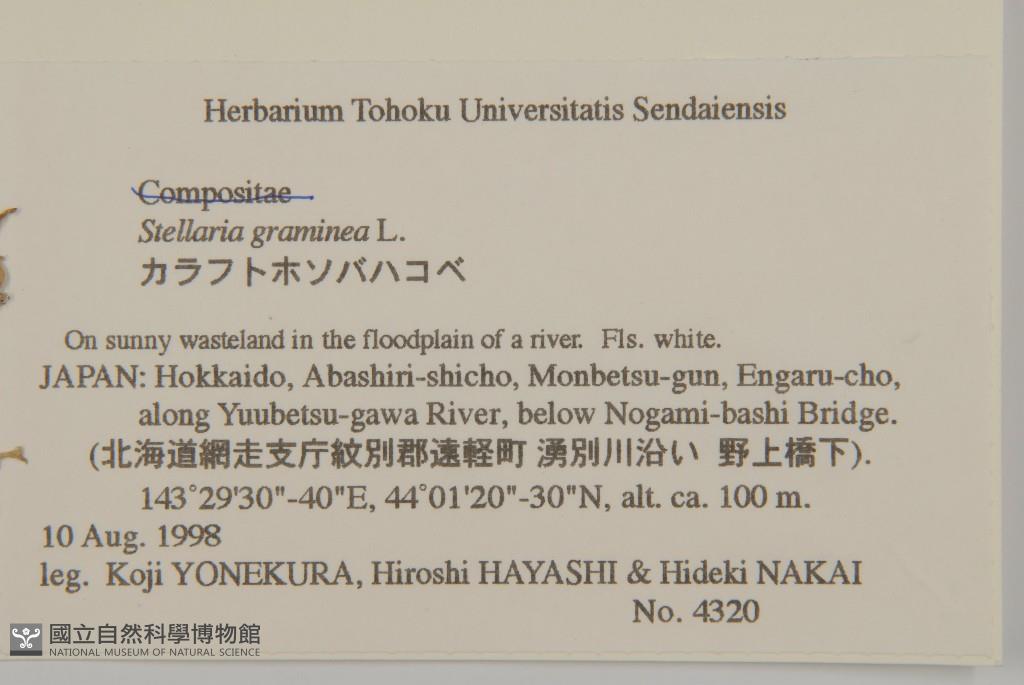 Herbarium Tohoku Universitatis Sendaiensis
Compositae
Stellaria graminea L.
カラフトホソバハコベ
On sunny wasteland in the floodplain of a river. Fls. white.
JAPAN: Hokkaido, Abashiri-shicho, Monbetsu-gun, Engaru-cho,
along Yuubetsu-gawa River, below Nogami-bashi Bridge.
(北海道網走支庁紋別郡遠軽町 湧別川沿い 野上橋下).
143°29'30"-40"E, 44°01'20"-30"N, alt. ca. 100 m.
10 Aug. 1998
leg. Koji YONEKURA, Hiroshi HAYASHI & Hideki NAKAI
No. 4320
國立自然科學博物館
NATIONAL MUSEUM OF NATURAL SCIENCE